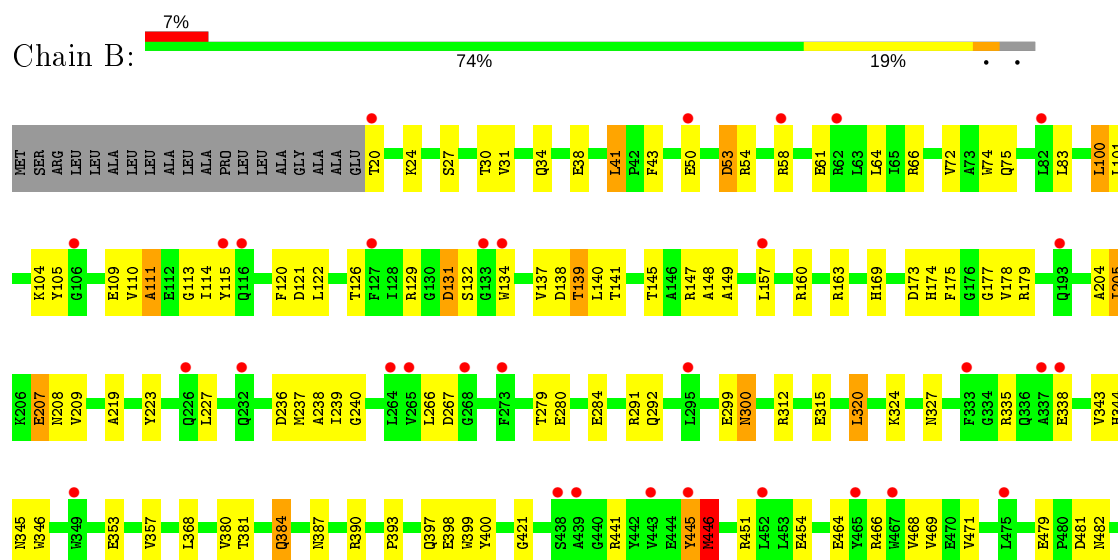 7%
Chain B:
74% 19% • •
MET SER ARG LEU LEU ALA LEU LEU ALA LEU ALA PRO LEU LEU ALA GLY ALA ALA GLU T20 K24 S27 T30 V31 Q34 E38 L41 P42 F43 E50 D53 R54 R58 E61 R62 L63 L64 I65 R66 V72 A73 W74 Q75 L82 L83 L100 L101
K104 Y105 G106 E109 V110 A111 E112 G113 I114 Y115 Q116 F120 D121 L122 T126 F127 I128 R129 G130 D131 S132 G133 W134 V137 D138 T139 L140 T141 T145 A146 R147 A148 A149 L157 R160 R163 H169 D173 H174 F175 G176 G177 V178 R179 Q193 A204
K206 E207 N208 V209 A219 Y223 Q226 L227 Q232 D236 M237 A238 I239 G240 L264 V265 L266 D267 G268 F273 T279 E280 E284 R291 Q292 L295 E299 N300 R312 E315 L320 K324 N327 F333 G334 R335 Q336 A337 E338 V343 H344
N345 W346 W349 E353 V357 L368 V380 T381 Q384 N387 R390 P393 Q397 E398 W399 Y400 G421 S438 A439 G440 R441 Y442 V443 E444 Y445 M446 R451 L452 L453 E454 E464 Y465 R466 W467 V468 V469 E470 V471 L475 E479 P480 D481 N482